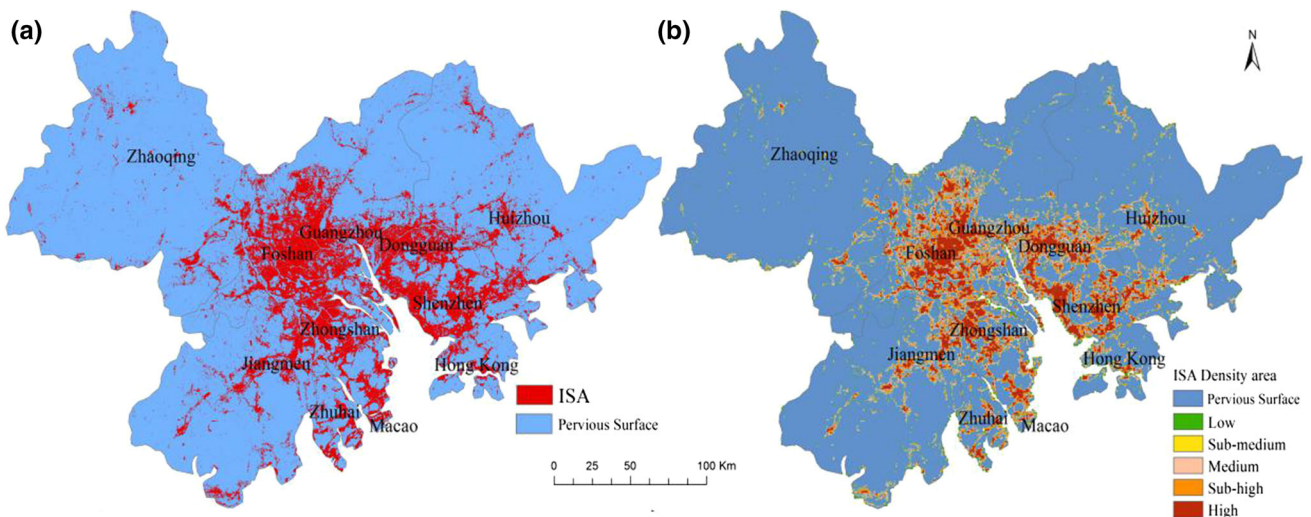 (a)
Zhaoqing
Huizhou
Guangzhou
Dongguan
Foshan
Shenzhen
Zhongshan
Jiangmen
Hong Kong
Zhuhai
Macao
ISA
Pervious Surface
0 25 50 100 Km
(b)
N
Zhaoqing
Huizhou
Guangzhou
Dongguan
Foshan
Shenzhen
Zhongshan
Jiangmen
Hong Kong
Zhuhai
Macao
ISA Density area
Pervious Surface
Low
Sub-medium
Medium
Sub-high
High